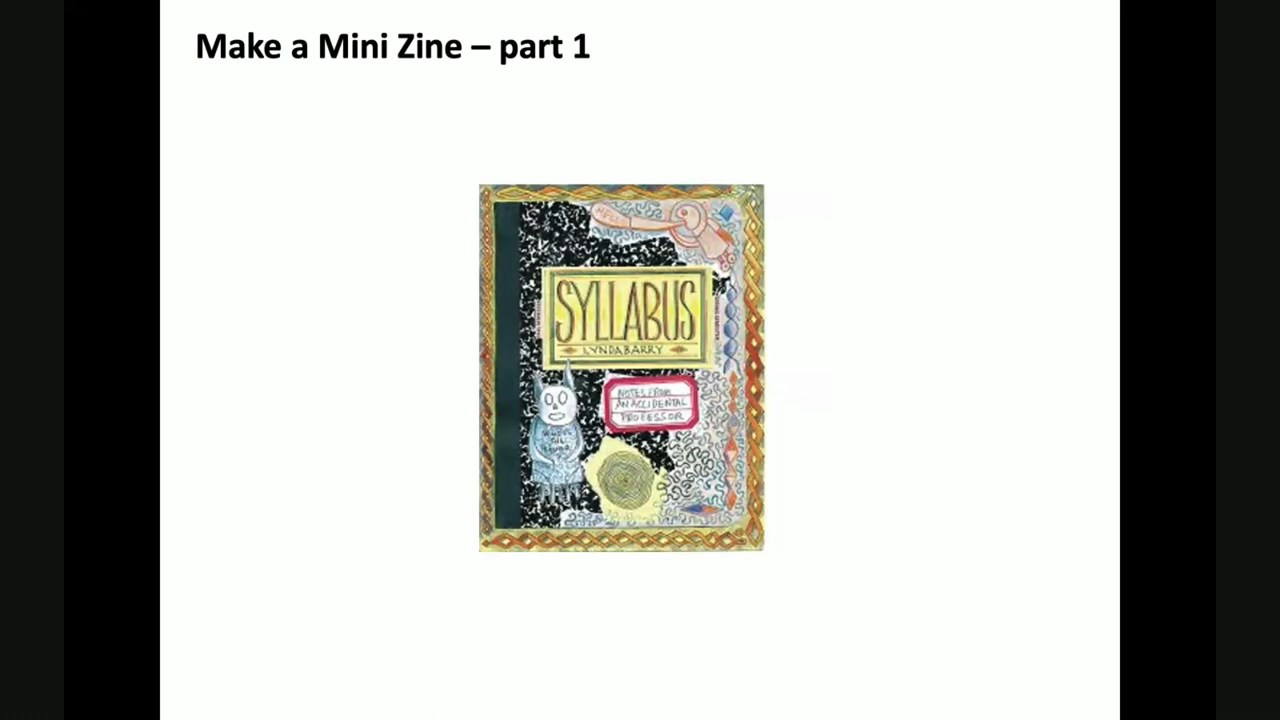 Make a Mini Zine – part 1
SYLLABUS
LYNDA BARRY
NOTES FROM
AN ACCIDENTAL
PROFESSOR